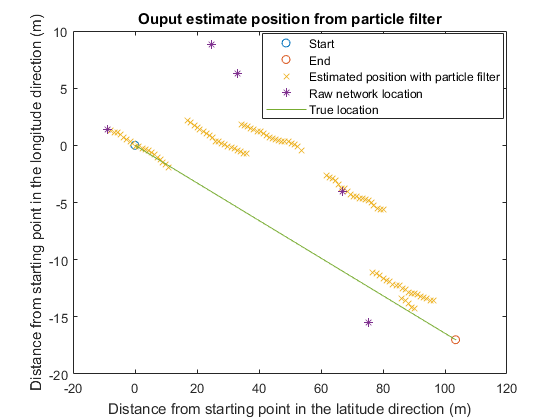 Ouput estimate position from particle filter
Start
End
Estimated position with particle filter
Raw network location
True location
Distance from starting point in the longitude direction (m)
10
5
0
-5
-10
-15
-20
-20
0
20
40
60
80
100
120
Distance from starting point in the latitude direction (m)